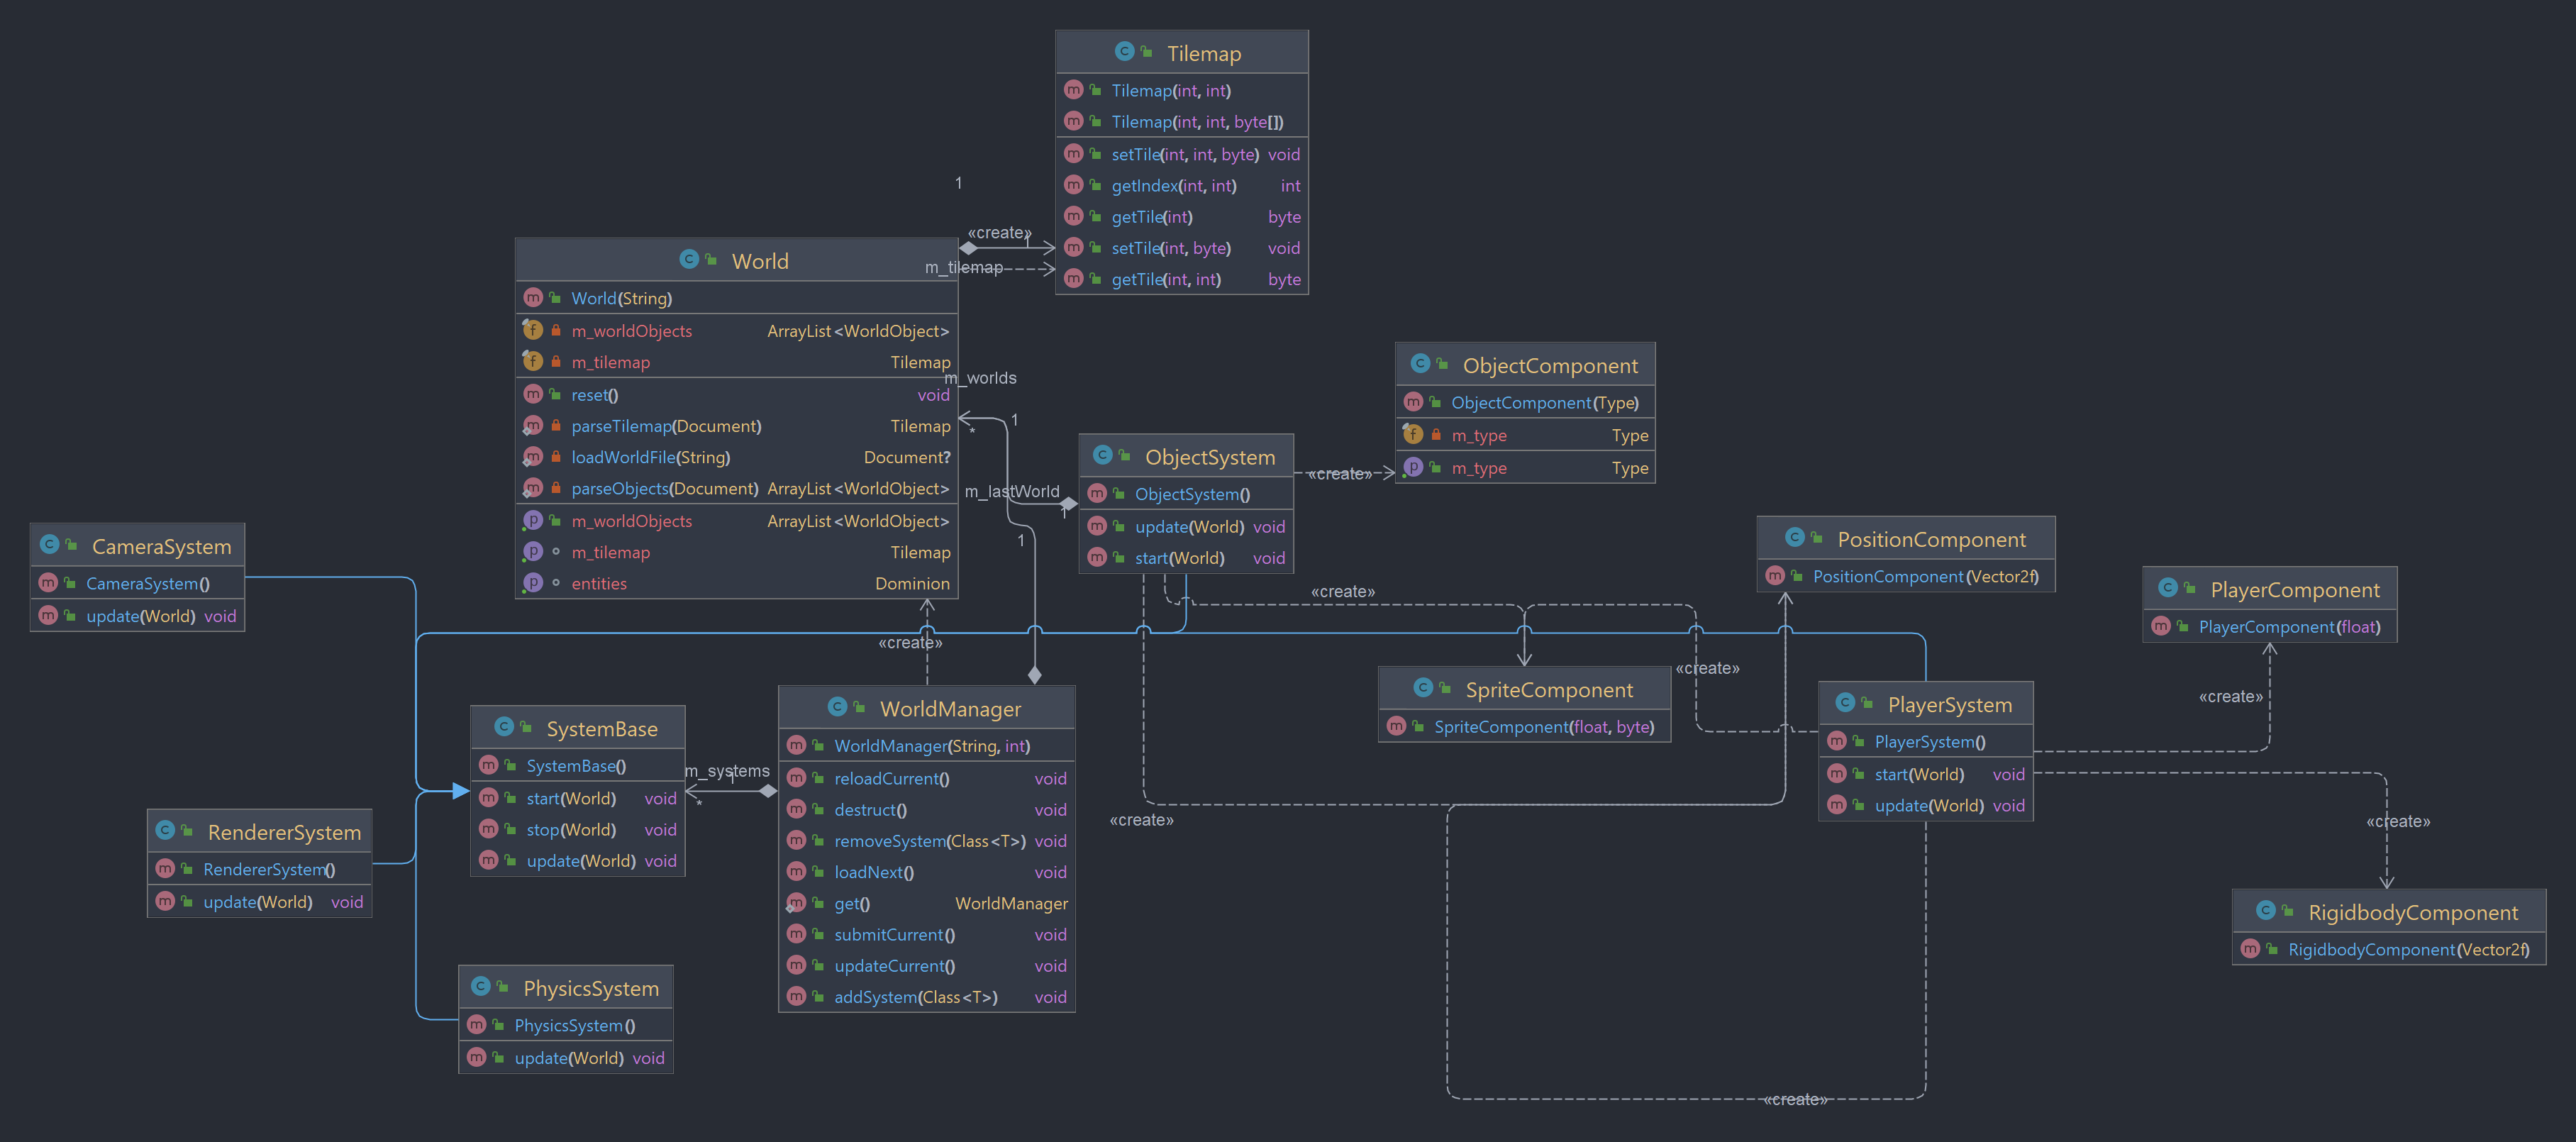 Tilemap
Tilemap(int, int)
Tilemap(int, int, byte[])
setTile(int, int, byte) void
getIndex(int, int) int
getTile(int) byte
setTile(int, byte) void
getTile(int, int) byte
1
«create»
1
m_tilemap
World
World(String)
m_worldObjects ArrayList<WorldObject>
m_tilemap Tilemap
reset() void
parseTilemap(Document) Tilemap
loadWorldFile(String) Document?
parseObjects(Document) ArrayList<WorldObject>
m_worldObjects ArrayList<WorldObject>
m_tilemap Tilemap
entities Dominion
m_worlds
1
*
m_lastWorld
1
1
ObjectComponent
ObjectComponent(Type)
m_type Type
m_type Type
ObjectSystem
ObjectSystem()
update(World) void
start(World) void
«create»
CameraSystem
CameraSystem()
update(World) void
PositionComponent
PositionComponent(Vector2f)
PlayerComponent
PlayerComponent(float)
«create»
«create»
SpriteComponent
SpriteComponent(float, byte)
«create»
PlayerSystem
PlayerSystem()
start(World) void
update(World) void
«create»
SystemBase
SystemBase()
start(World) void
stop(World) void
update(World) void
m_systems
1
*
WorldManager
WorldManager(String, int)
reloadCurrent() void
destruct() void
removeSystem(Class<T>) void
loadNext() void
get() WorldManager
submitCurrent() void
updateCurrent() void
addSystem(Class<T>) void
«create»
«create»
RendererSystem
RendererSystem()
update(World) void
RigidbodyComponent
RigidbodyComponent(Vector2f)
PhysicsSystem
PhysicsSystem()
update(World) void
«create»